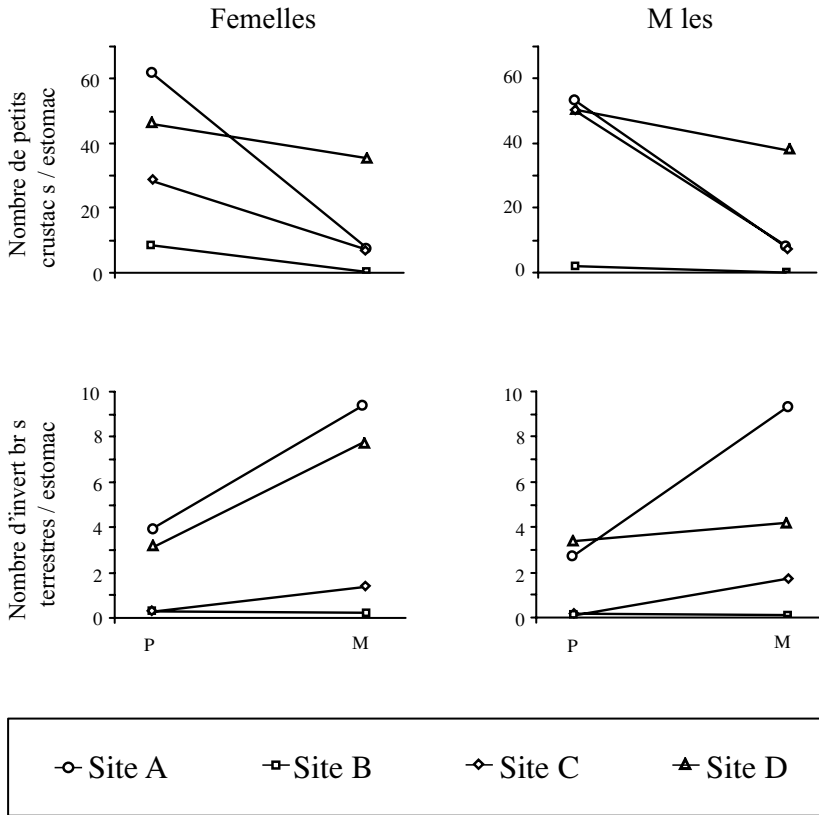 Femelles
M les
Nombre de petits
crustac s / estomac
60
40
20
0
60
40
20
0
Nombre d'invert br s
terrestres / estomac
10
8
6
4
2
0
P
M
10
8
6
4
2
0
P
M
Site A
Site B
Site C
Site D